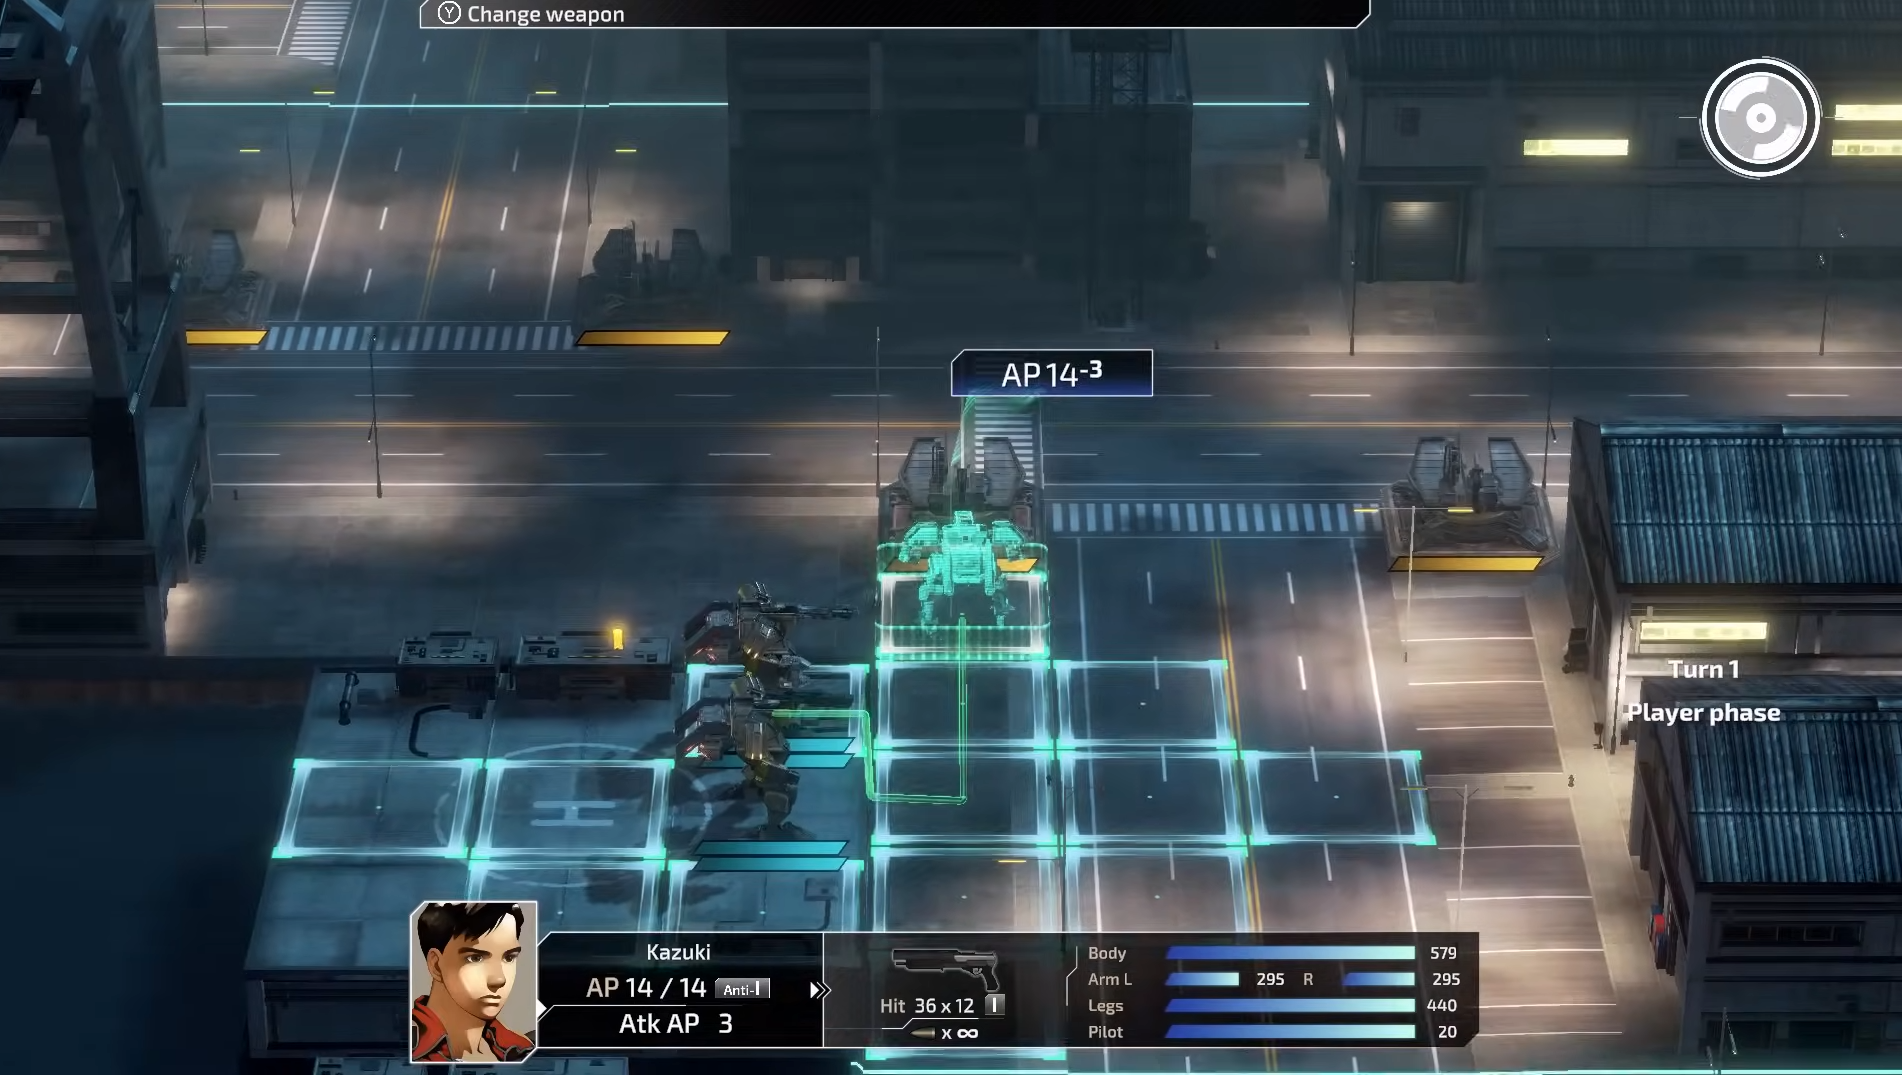 Ⓨ Change weapon
AP 14-3
Turn 1
Player phase
H
Kazuki
AP 14 / 14 Anti-I
Atk AP 3
Hit 36 x 12 I
x ∞
Body 579
Arm L 295 R 295
Legs 440
Pilot 20